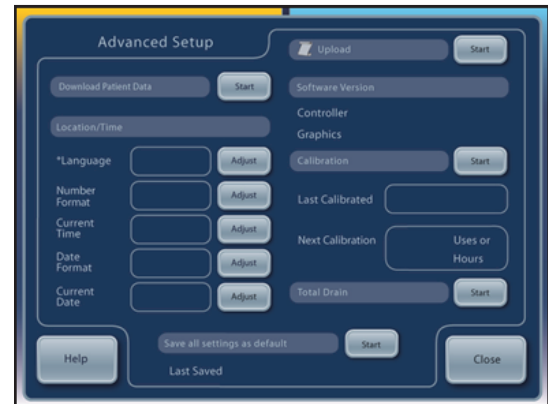 Advanced Setup
Upload
Start
Download Patient Data
Start
Software Version
Controller
Graphics
Location/Time
*Language
Adjust
Number
Format
Adjust
Current
Time
Adjust
Date
Format
Adjust
Current
Date
Adjust
Calibration
Start
Last Calibrated
Next Calibration
Uses or
Hours
Total Drain
Start
Save all settings as default
Start
Last Saved
Help
Close